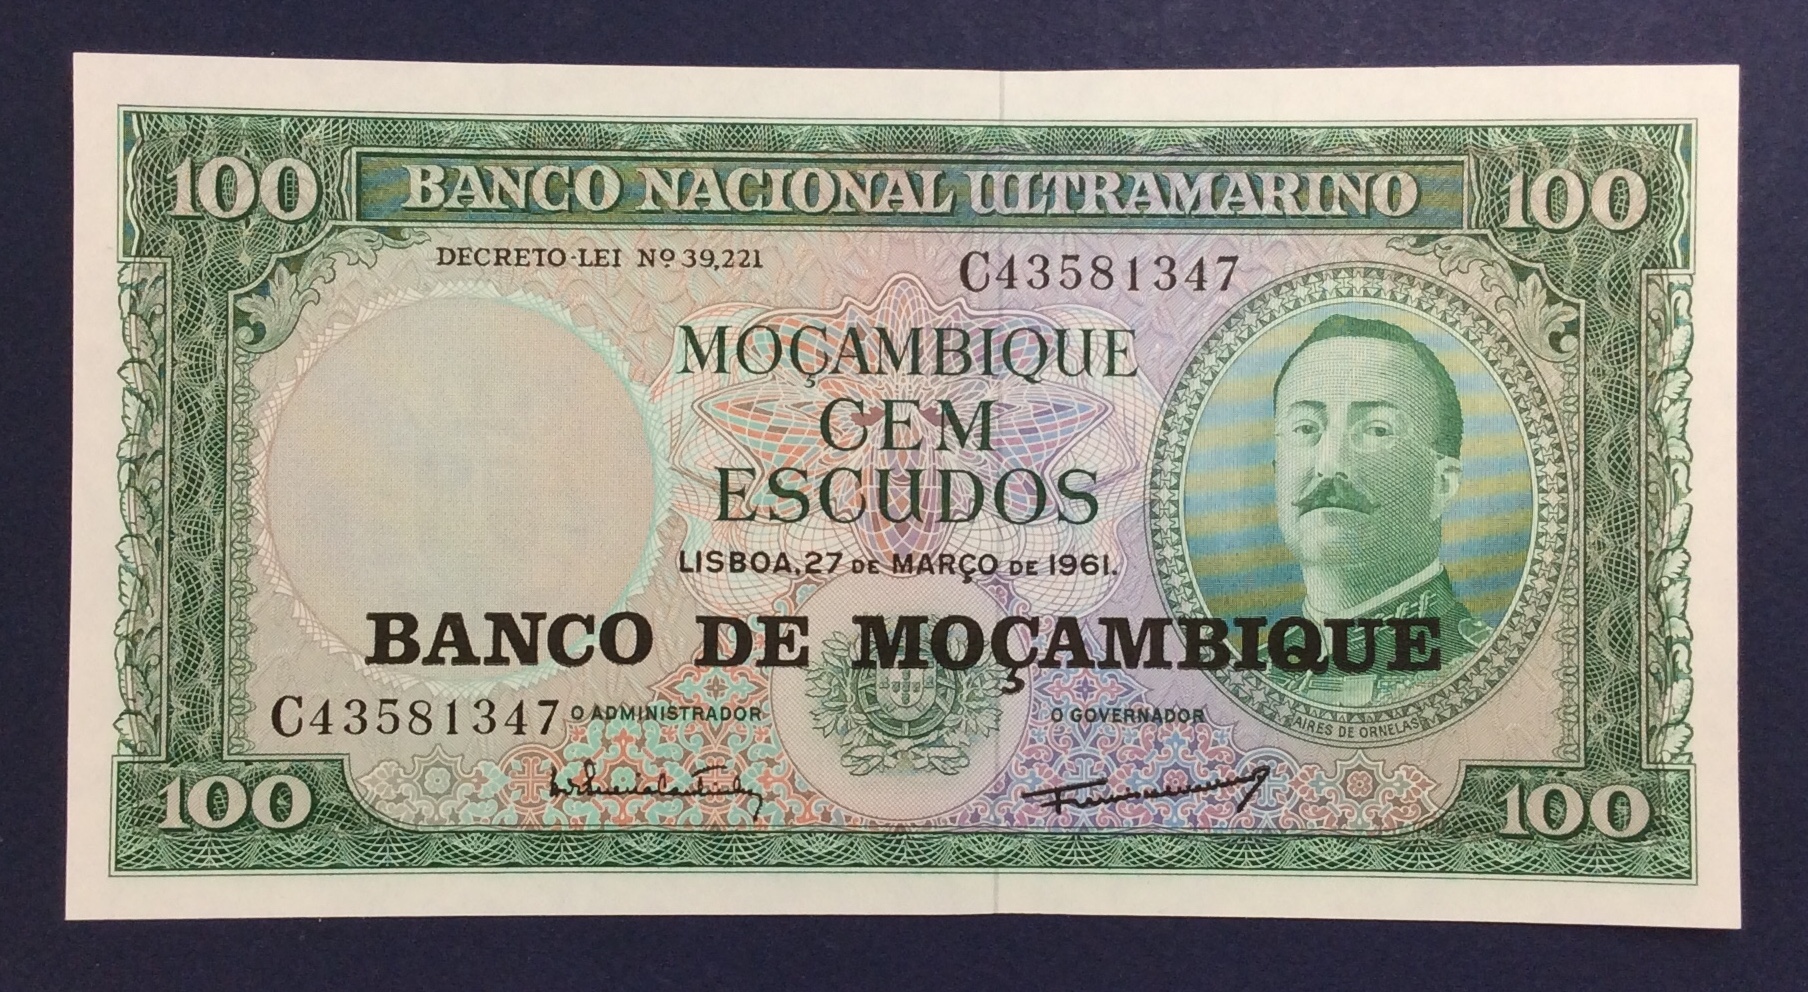 100 BANCO NACIONAL ULTRAMARINO 100
DECRETO-LEI Nº 39,221
C43581347
MOÇAMBIQUE
CEM
ESCUDOS
LISBOA, 27 DE MARÇO DE 1961.
BANCO DE MOÇAMBIQUE
C43581347
O ADMINISTRADOR
O GOVERNADOR
AIRES DE ORNELAS
100
100